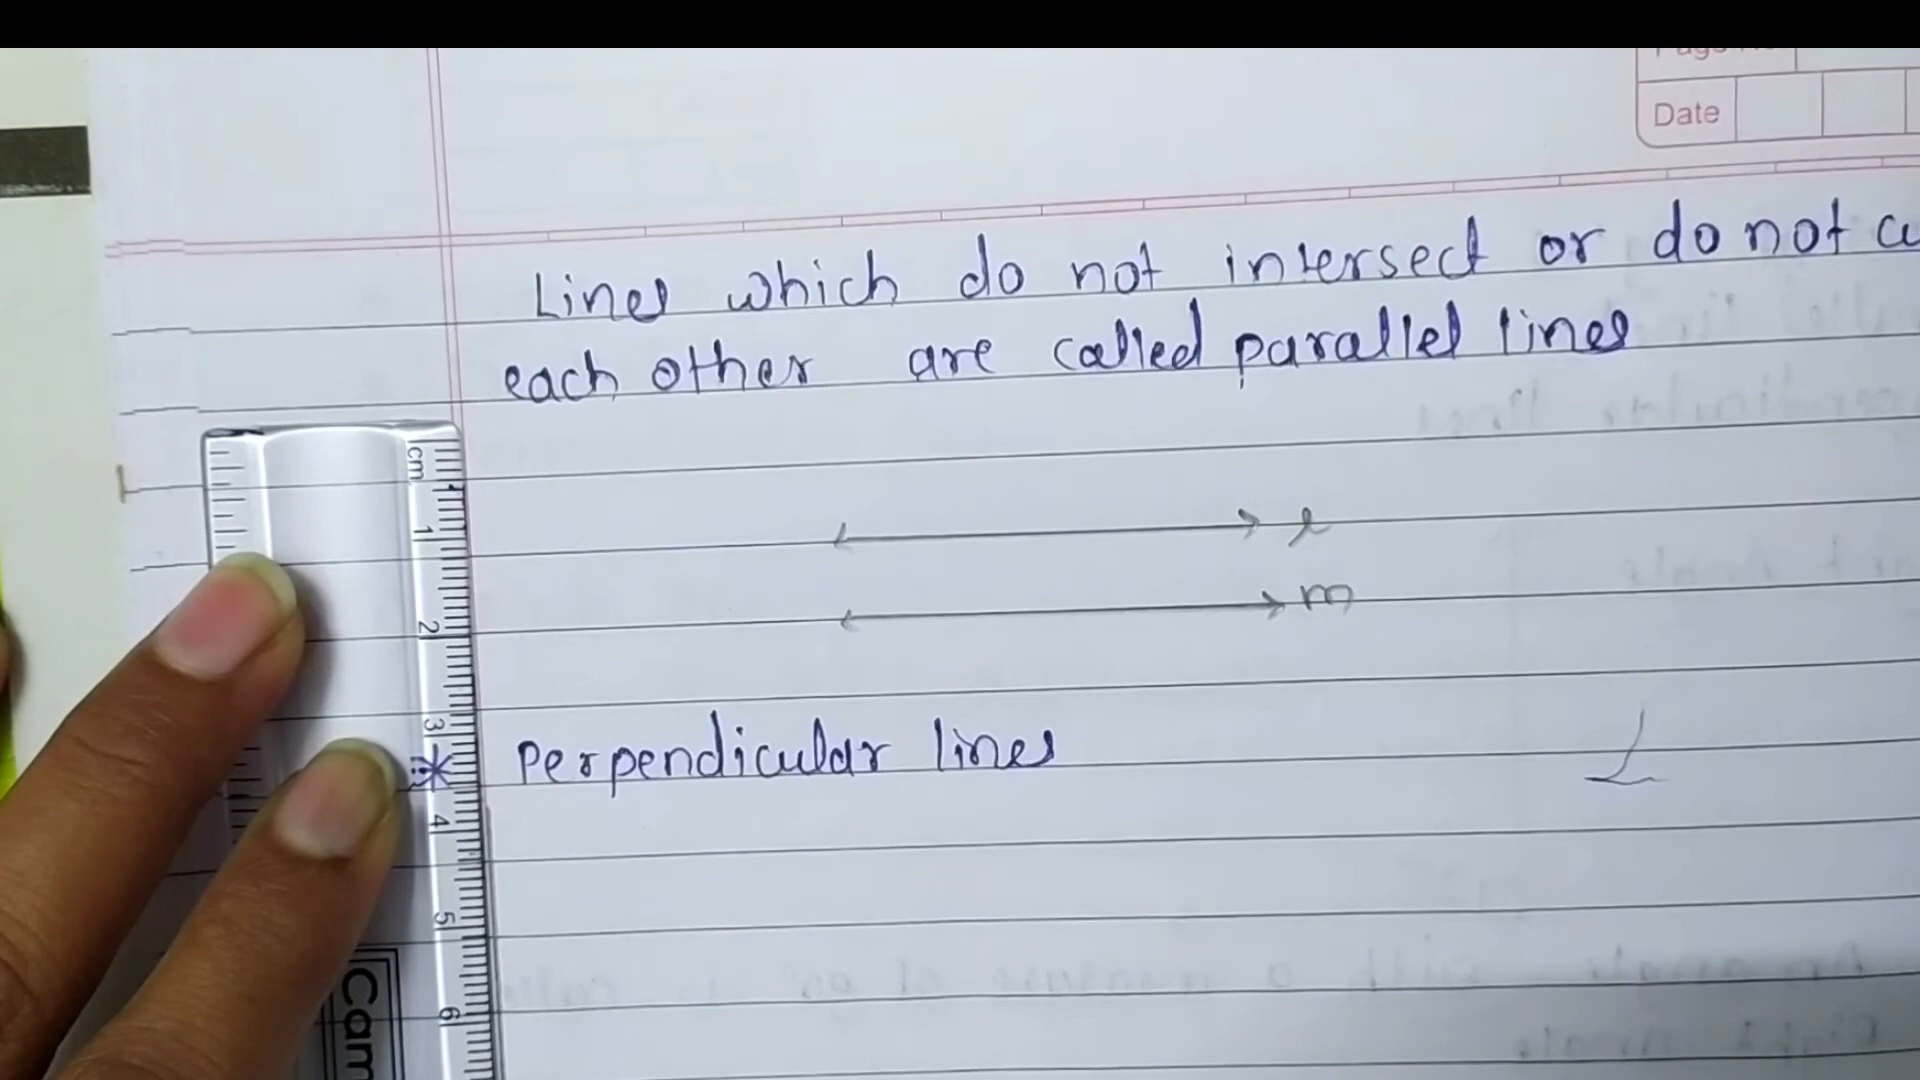 Date
Lines which do not intersect or do not
each other are called parallel lines
cm
1
l
m
2
3
* Perpendicular lines
4
5
6
Cam